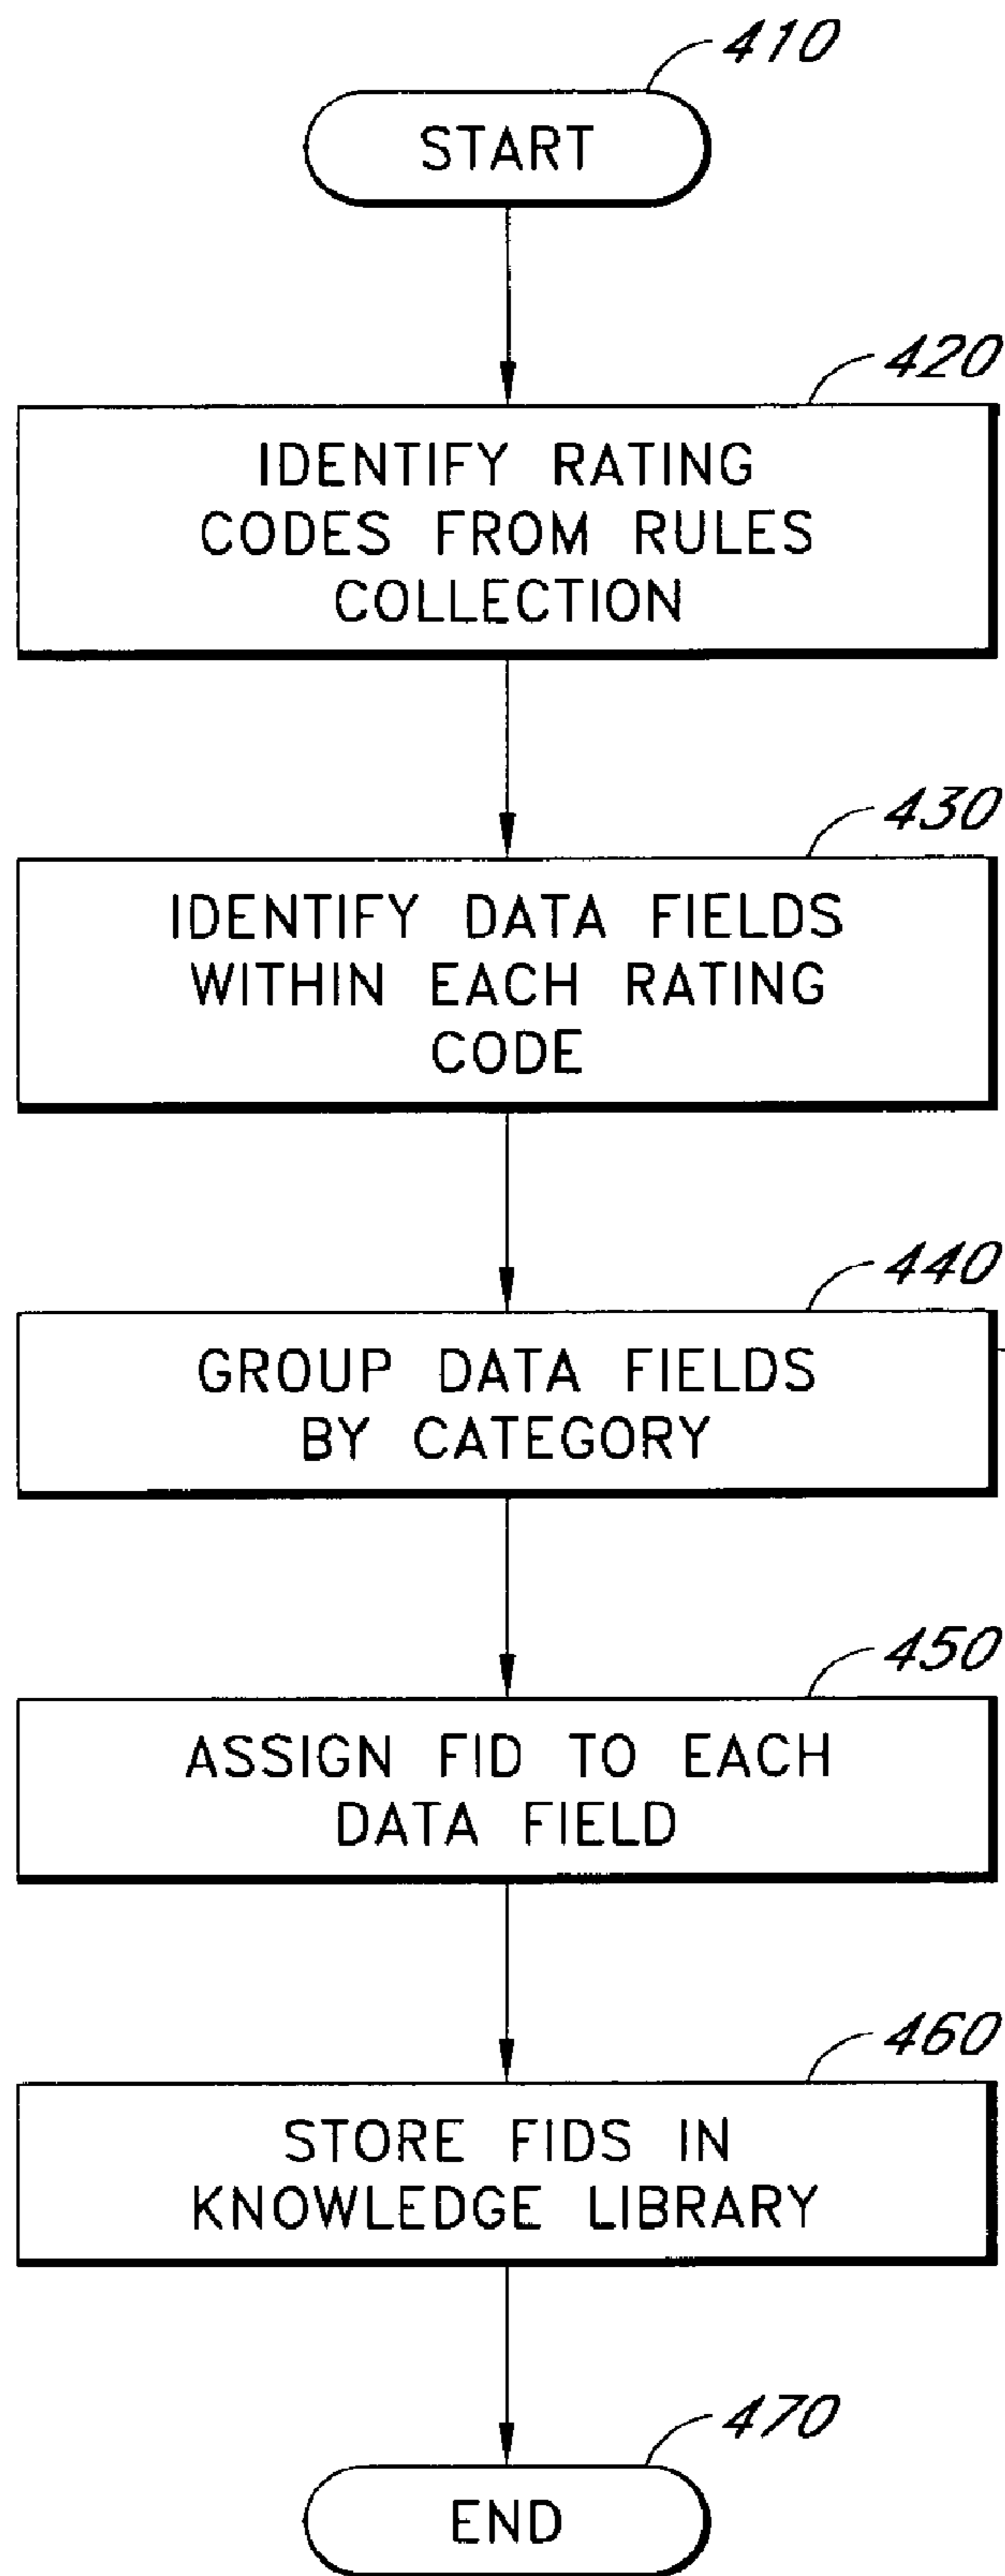 410
START
420
IDENTIFY RATING
CODES FROM RULES
COLLECTION
430
IDENTIFY DATA FIELDS
WITHIN EACH RATING
CODE
440
GROUP DATA FIELDS
BY CATEGORY
450
ASSIGN FID TO EACH
DATA FIELD
460
STORE FIDS IN
KNOWLEDGE LIBRARY
470
END